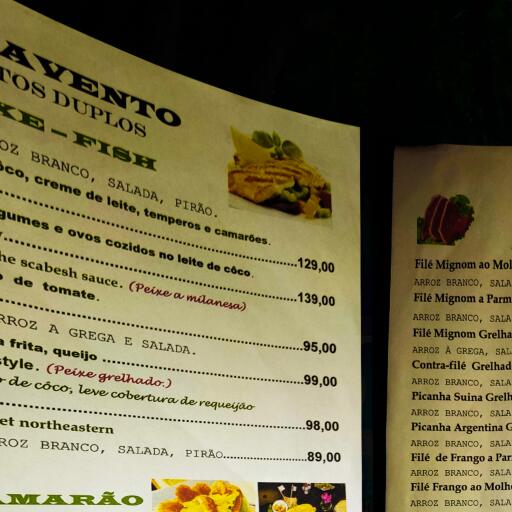 AVENTO
TOS DUPLOS
KE – FISH
OZ BRANCO, SALADA, PIRÃO.
ôco, creme de leite, temperos e camarões.
129,00
gumes e ovos cozidos no leite de côco.
139,00
he scabesh sauce. (Peixe a milanesa)
o de tomate.
95,00
RROZ A GREGA E SALADA.
a frita, queijo
99,00
style. (Peixe grelhado.)
o de côco, leve cobertura de requeijão
98,00
et northeastern
ROZ BRANCO, SALADA, PIRÃO 89,00
AMARÃO
Filé Mignom ao Mol
ARROZ BRANCO, SALA
Filé Mignom a Parm
ARROZ BRANCO, SALA
Filé Mignom Grelha
ARROZ À GREGA, SAL
Contra-filé Grelhad
ARROZ BRANCO, SALA
Picanha Suina Grelh
ARROZ BRANCO, SALA
Picanha Argentina G
ARROZ BRANCO, SALA
Filé de Frango a Par
ARROZ BRANCO, SALA
Filé Frango ao Molh
ARROZ BRANCO, SALA